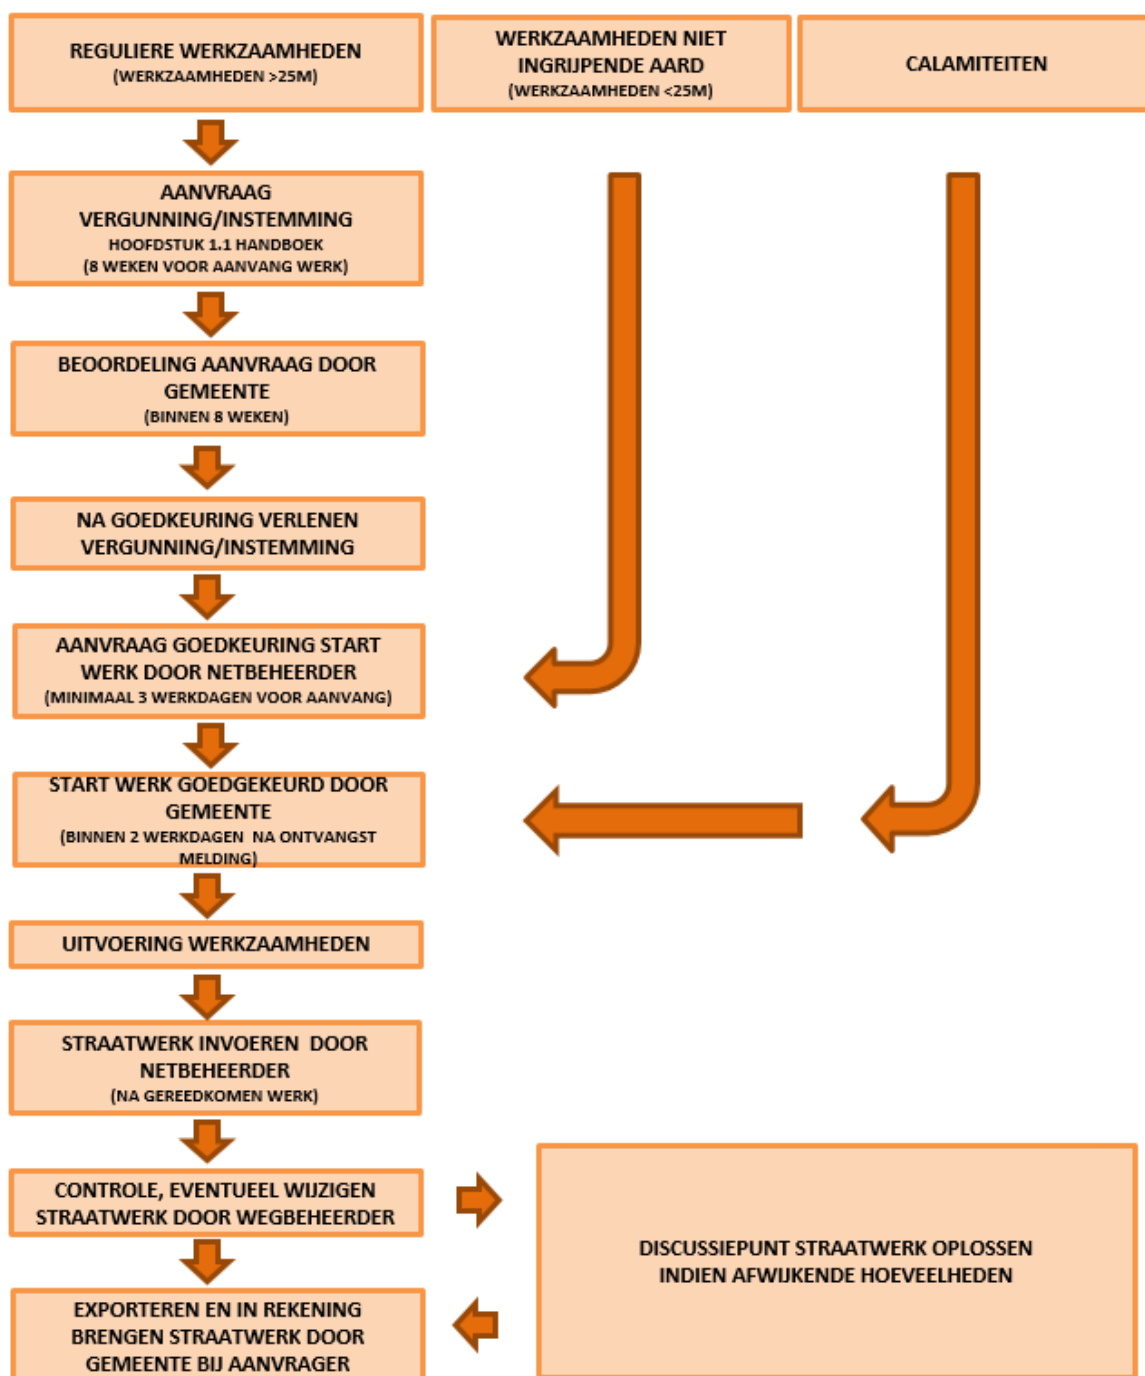 REGULIERE WERKZAAMHEDEN
(WERKZAAMHEDEN >25M)
WERKZAAMHEDEN NIET
INGRIJPENDE AARD
(WERKZAAMHEDEN <25M)
CALAMITEITEN
AANVRAAG
VERGUNNING/INSTEMMING
HOOFDSTUK 1.1 HANDBOEK
(8 WEKEN VOOR AANVANG WERK)
BEOORDELING AANVRAAG DOOR
GEMEENTE
(BINNEN 8 WEKEN)
NA GOEDKEURING VERLENEN
VERGUNNING/INSTEMMING
AANVRAAG GOEDKEURING START
WERK DOOR NETBEHEERDER
(MINIMAAL 3 WERKDAGEN VOOR AANVANG)
START WERK GOEDGEKEURD DOOR
GEMEENTE
(BINNEN 2 WERKDAGEN NA ONTVANGST
MELDING)
UITVOERING WERKZAAMHEDEN
STRAATWERK INVOEREN DOOR
NETBEHEERDER
(NA GEREEDKOMEN WERK)
CONTROLE, EVENTUEEL WIJZIGEN
STRAATWERK DOOR WEGBEHEERDER
DISCUSSIEPUNT STRAATWERK OPLOSSEN
INDIEN AFWIJKENDE HOEVEELHEDEN
EXPORTEREN EN IN REKENING
BRENGEN STRAATWERK DOOR
GEMEENTE BIJ AANVRAGER